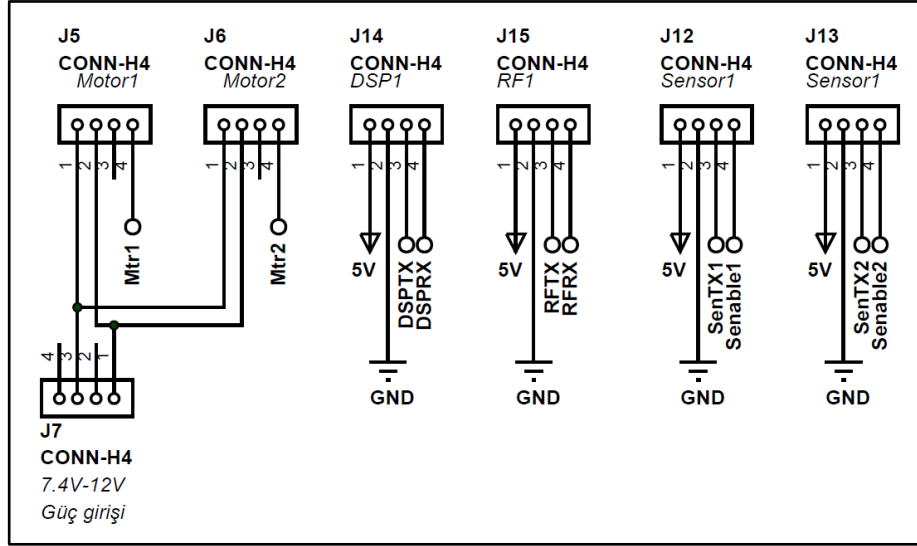 J5
CONN-H4
Motor1
1 2 3 4
Mtr1
J6
CONN-H4
Motor2
1 2 3 4
Mtr2
J14
CONN-H4
DSP1
1 2 3 4
5V
DSPTX
DSPRX
GND
J15
CONN-H4
RF1
1 2 3 4
5V
RFTX
RFRX
GND
J12
CONN-H4
Sensor1
1 2 3 4
5V
SenTX1
Senable1
GND
J13
CONN-H4
Sensor1
1 2 3 4
5V
SenTX2
Senable2
GND
4 3 2 1
J7
CONN-H4
7.4V-12V
Güç girişi